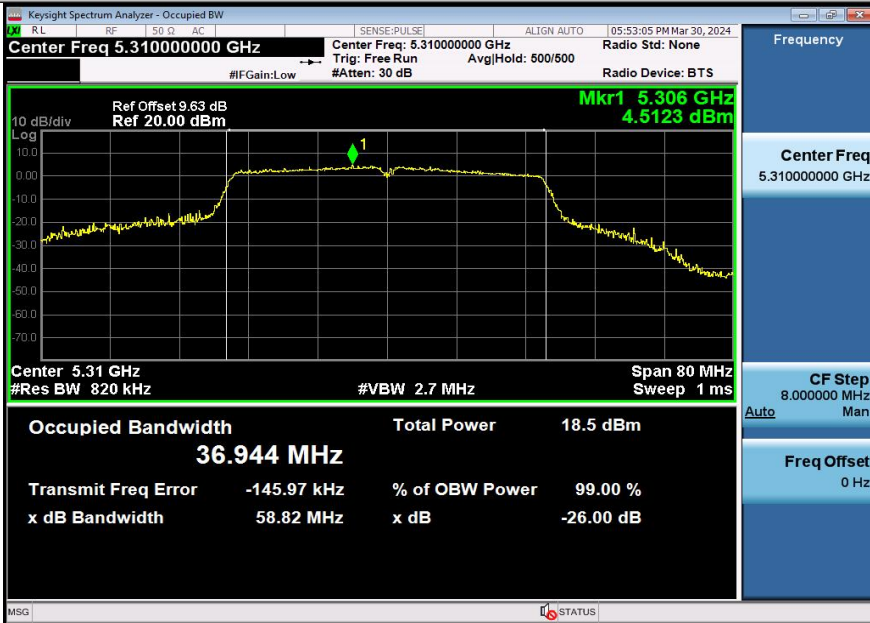 Keysight Spectrum Analyzer - Occupied BW
LXI RL RF 50 Ω AC SENSE:PULSE ALIGN AUTO 05:53:05 PM Mar 30, 2024
Center Freq 5.310000000 GHz
Center Freq: 5.310000000 GHz Radio Std: None
Trig: Free Run Avg|Hold: 500/500
#IFGain:Low #Atten: 30 dB Radio Device: BTS
Ref Offset 9.63 dB Mkr1 5.306 GHz
10 dB/div Ref 20.00 dBm 4.5123 dBm
Log
1
10.0
0.00
-10.0
-20.0
-30.0
-40.0
-50.0
-60.0
-70.0
Center 5.31 GHz Span 80 MHz
#Res BW 820 kHz #VBW 2.7 MHz Sweep 1 ms
Occupied Bandwidth Total Power 18.5 dBm
36.944 MHz
Transmit Freq Error -145.97 kHz % of OBW Power 99.00 %
x dB Bandwidth 58.82 MHz x dB -26.00 dB
MSG STATUS
Frequency
Center Freq
5.310000000 GHz
CF Step
8.000000 MHz
Auto Man
Freq Offset
0 Hz